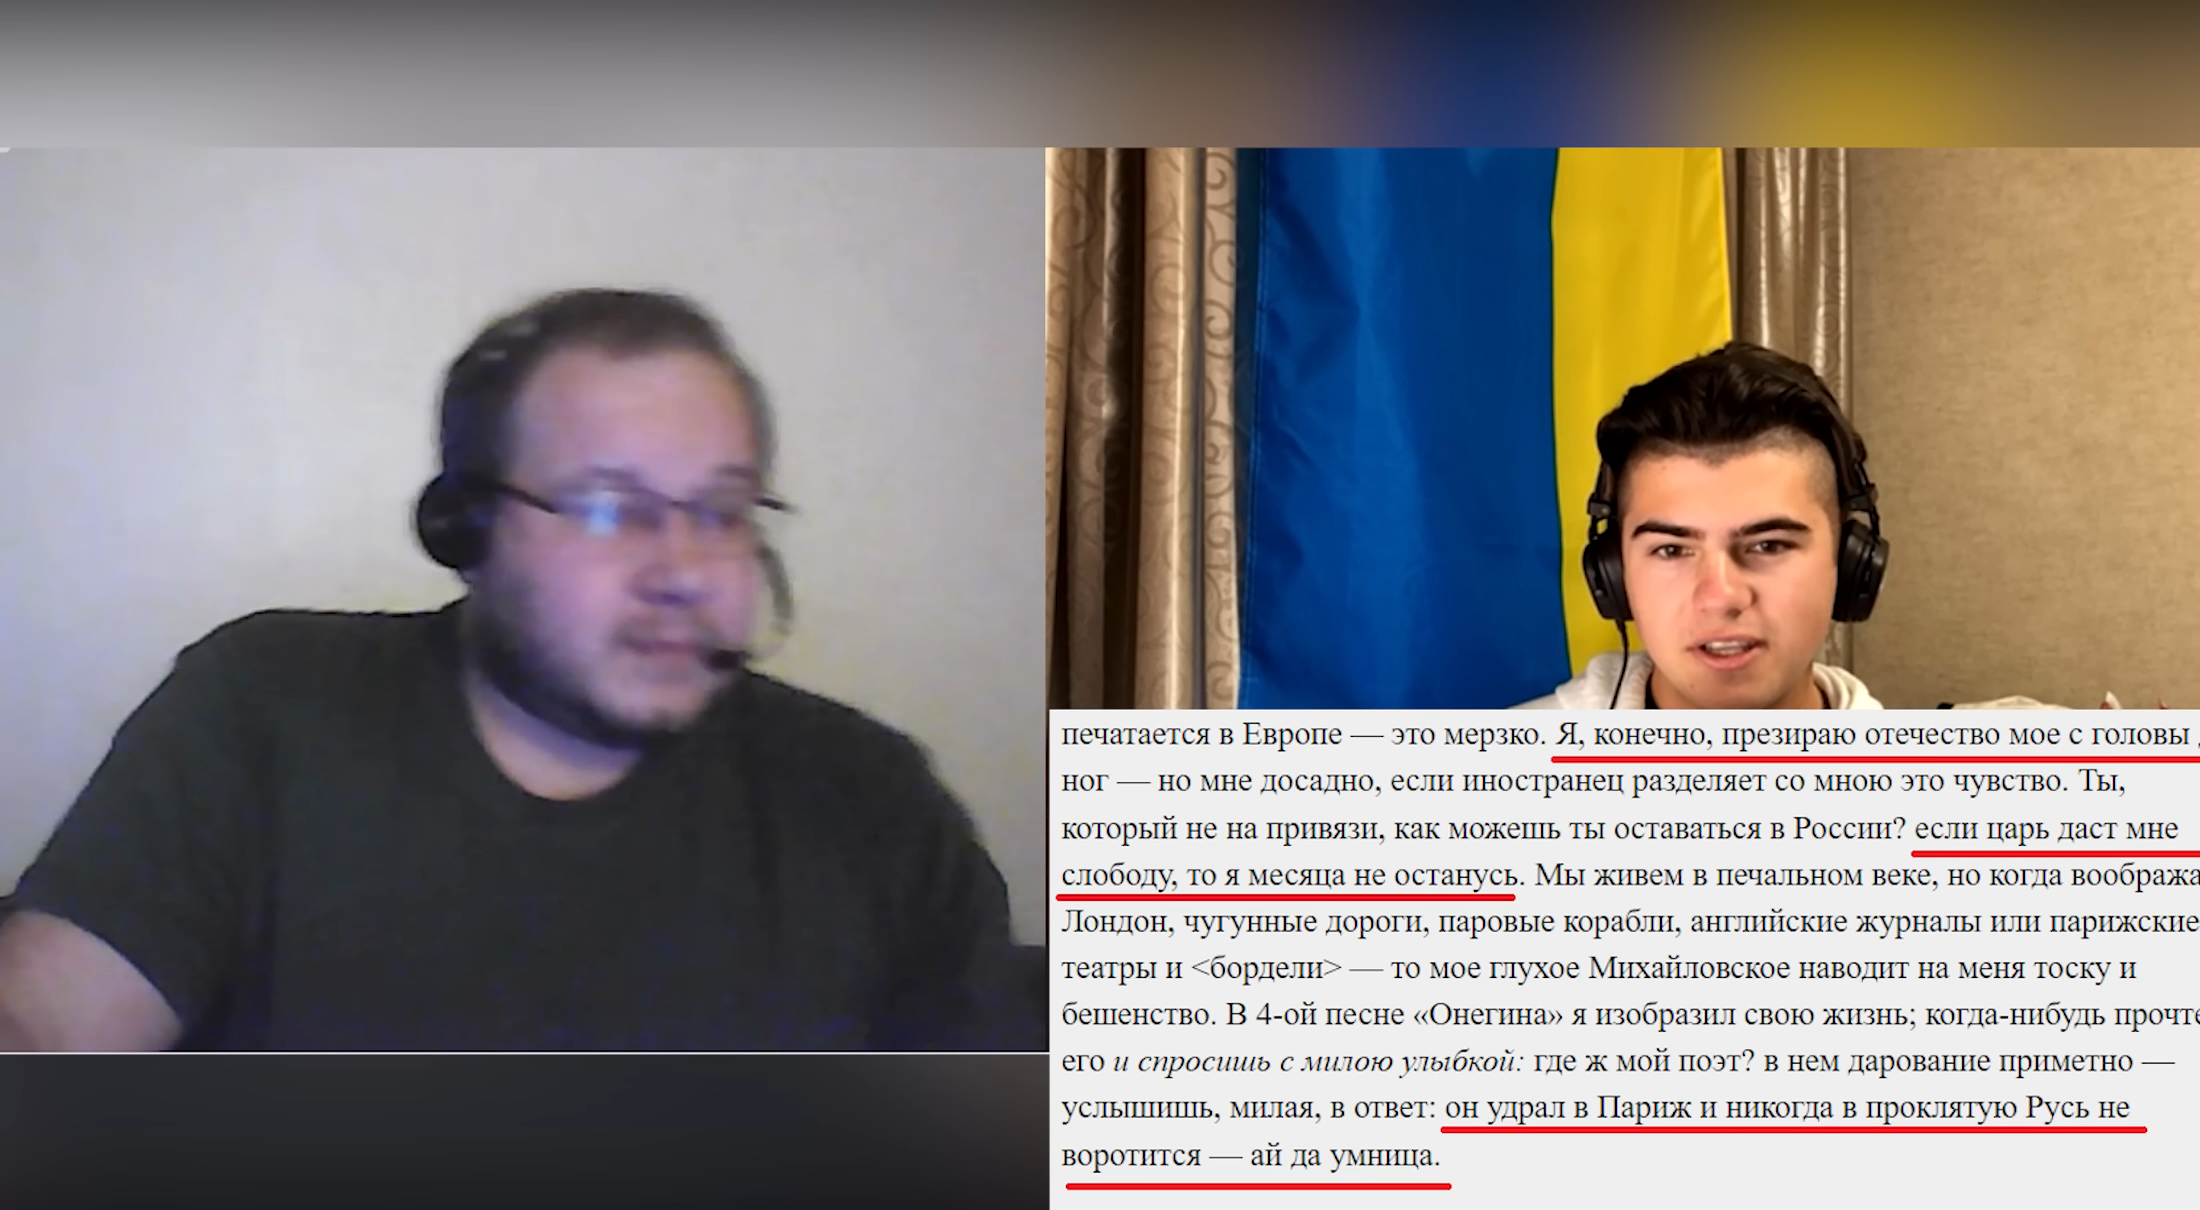 печатается в Европе — это мерзко. Я, конечно, презираю отечество мое с головы
ног — но мне досадно, если иностранец разделяет со мною это чувство. Ты,
который не на привязи, как можешь ты оставаться в России? если царь даст мне
слободу, то я месяца не останусь. Мы живем в печальном веке, но когда вообража
Лондон, чугунные дороги, паровые корабли, английские журналы или парижские
театры и <бордели> — то мое глухое Михайловское наводит на меня тоску и
бешенство. В 4-ой песне «Онегина» я изобразил свою жизнь; когда-нибудь прочте
его и спросишь с милою улыбкой: где ж мой поэт? в нем дарование приметно —
услышишь, милая, в ответ: он удрал в Париж и никогда в проклятую Русь не
воротится — ай да умница.